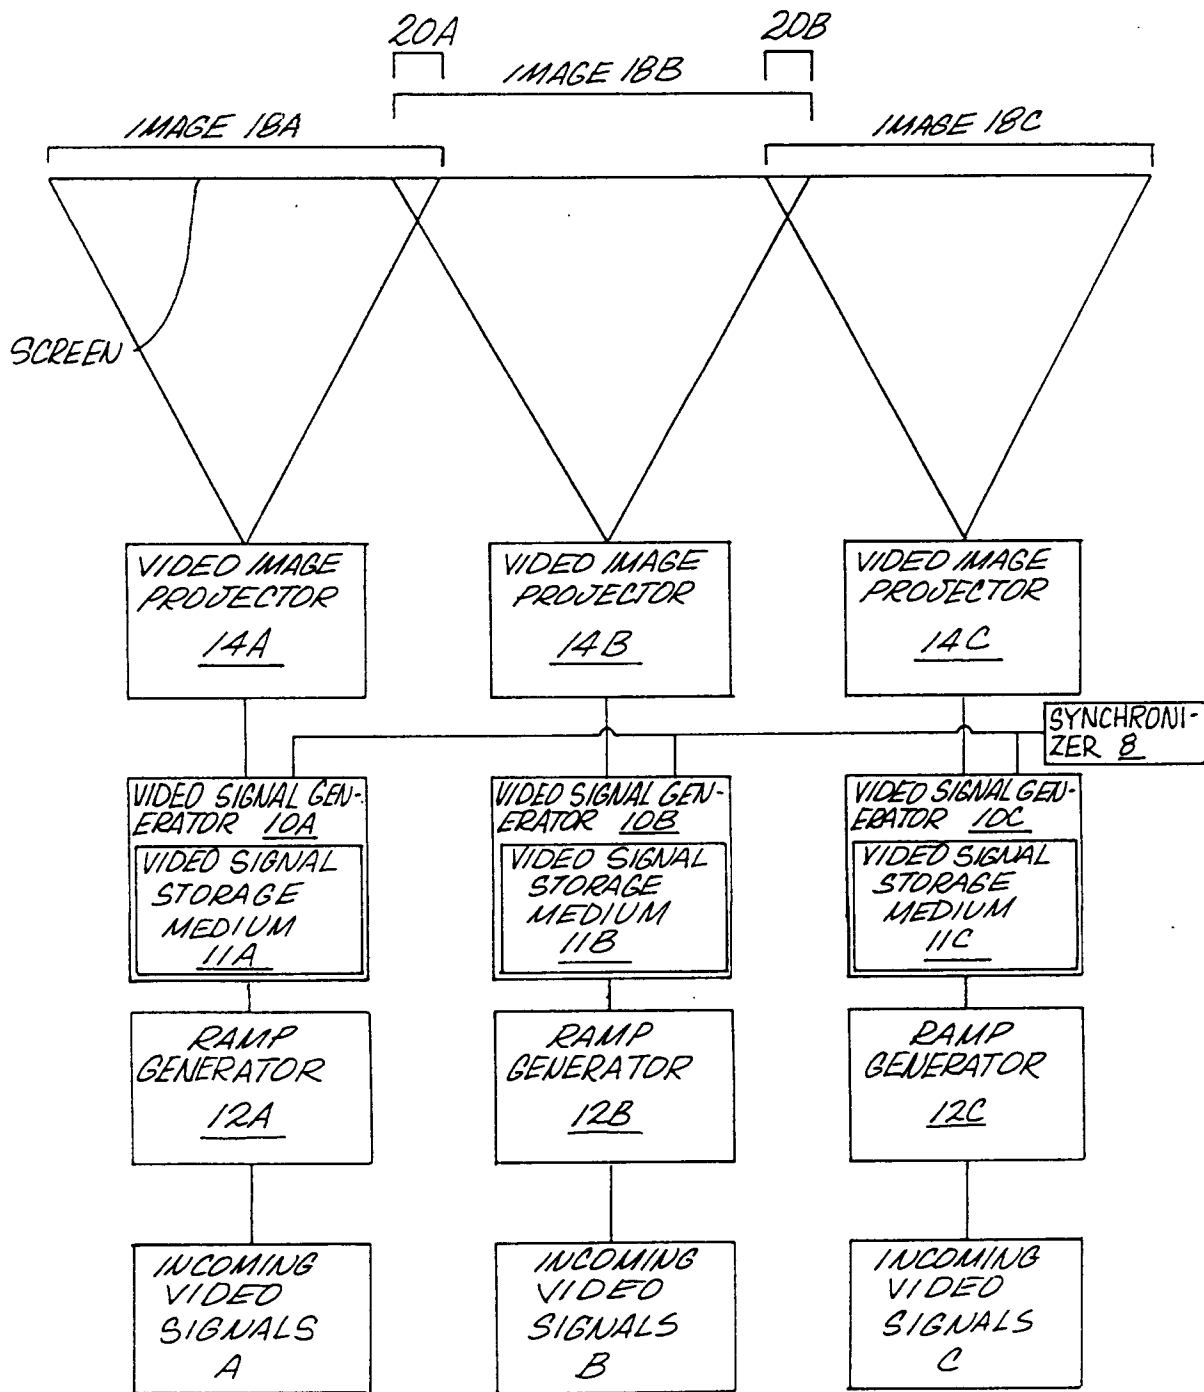 20A
20B
IMAGE 18B
IMAGE 18A
IMAGE 18C
SCREEN
VIDEO IMAGE
PROJECTOR
14A
VIDEO IMAGE
PROJECTOR
14B
VIDEO IMAGE
PROJECTOR
14C
SYNCHRONI-
ZER 8
VIDEO SIGNAL GEN-
ERATOR 10A
VIDEO SIGNAL
STORAGE
MEDIUM
11A
VIDEO SIGNAL GEN-
ERATOR 10B
VIDEO SIGNAL
STORAGE
MEDIUM
11B
VIDEO SIGNAL GEN-
ERATOR 10C
VIDEO SIGNAL
STORAGE
MEDIUM
11C
RAMP
GENERATOR
12A
RAMP
GENERATOR
12B
RAMP
GENERATOR
12C
INCOMING
VIDEO
SIGNALS
A
INCOMING
VIDEO
SIGNALS
B
INCOMING
VIDEO
SIGNALS
C